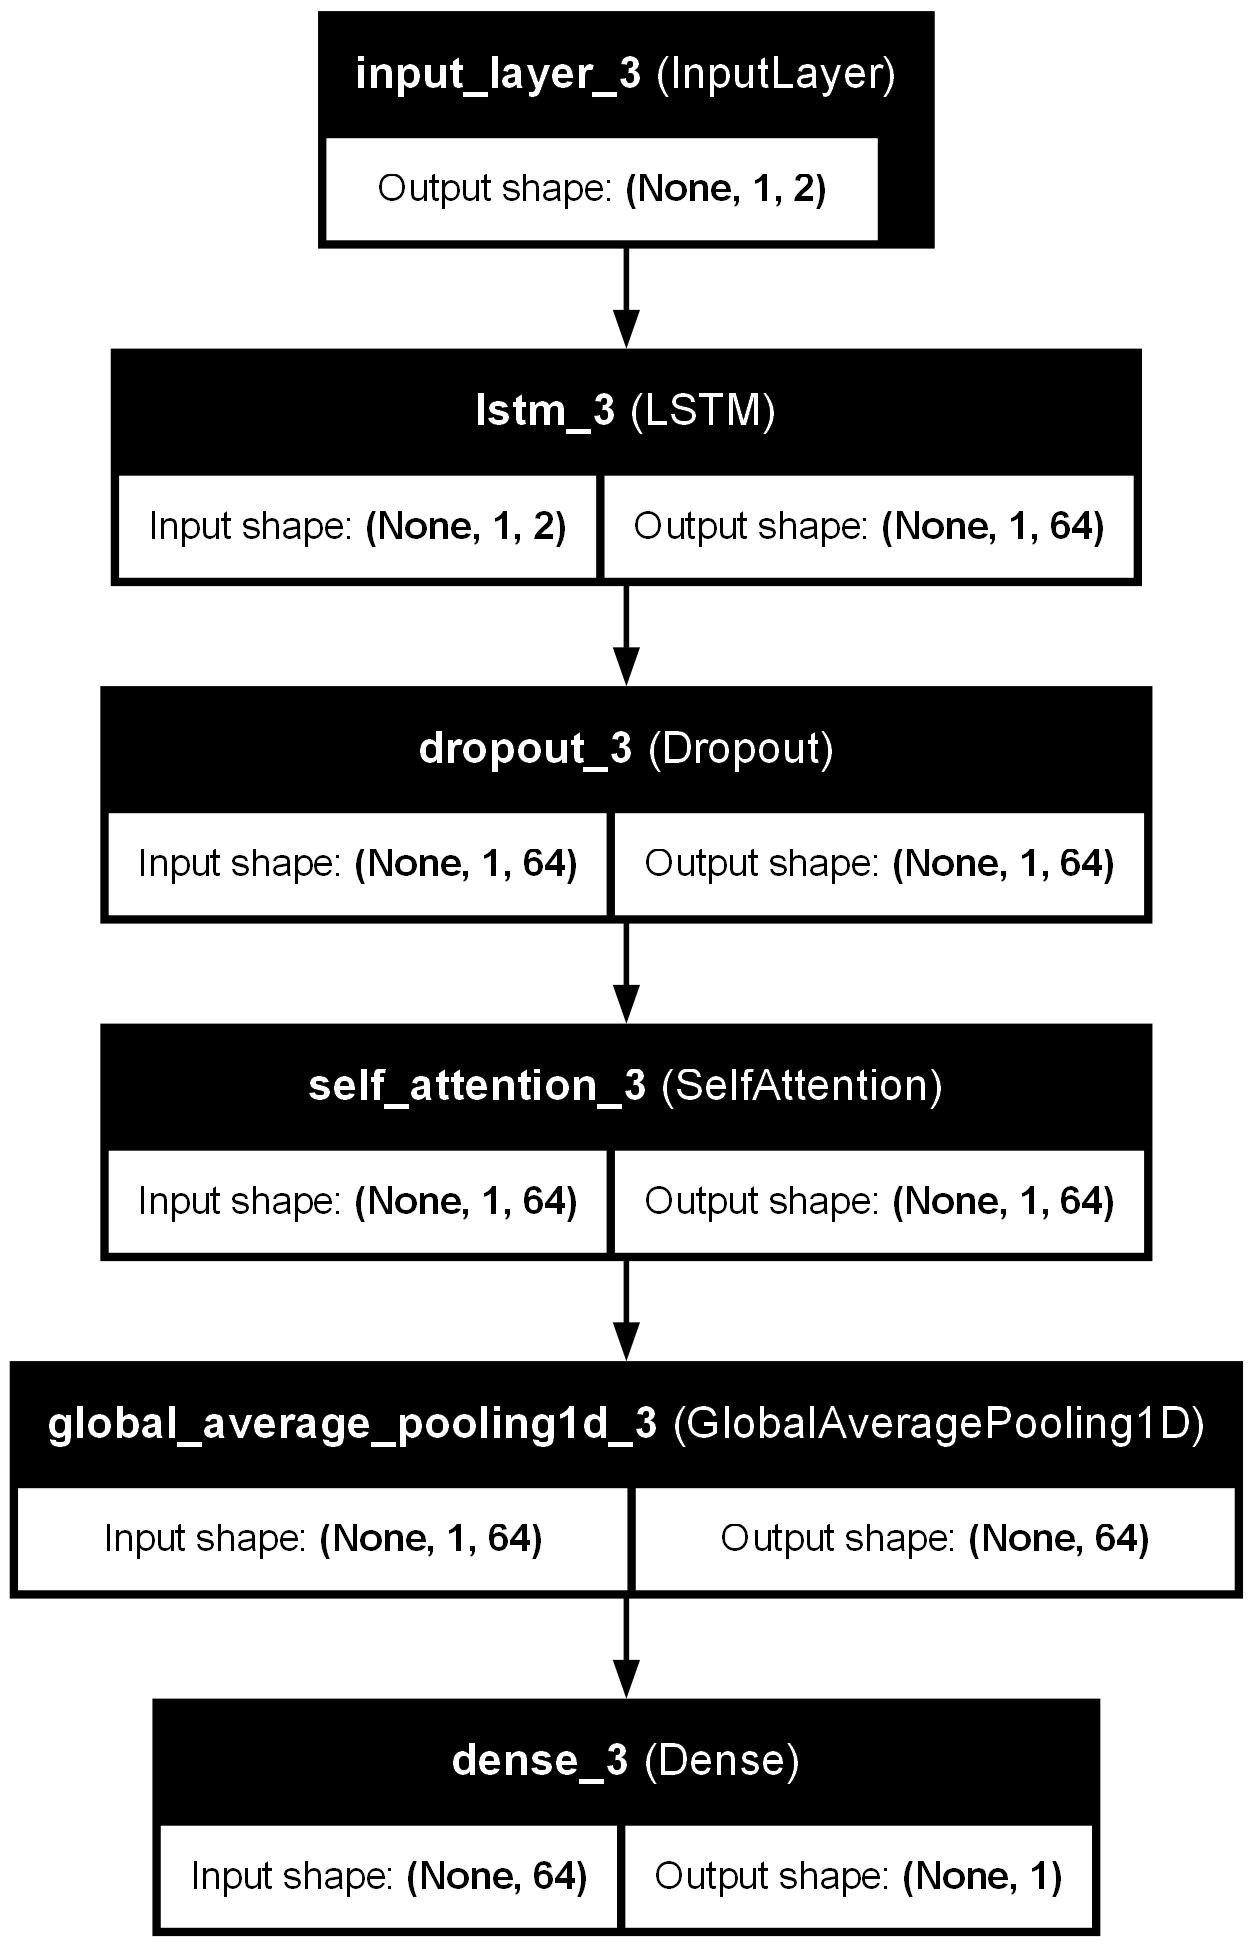 input_layer_3 (InputLayer)
Output shape: (None, 1, 2)
lstm_3 (LSTM)
Input shape: (None, 1, 2) Output shape: (None, 1, 64)
dropout_3 (Dropout)
Input shape: (None, 1, 64) Output shape: (None, 1, 64)
self_attention_3 (SelfAttention)
Input shape: (None, 1, 64) Output shape: (None, 1, 64)
global_average_pooling1d_3 (GlobalAveragePooling1D)
Input shape: (None, 1, 64) Output shape: (None, 64)
dense_3 (Dense)
Input shape: (None, 64) Output shape: (None, 1)